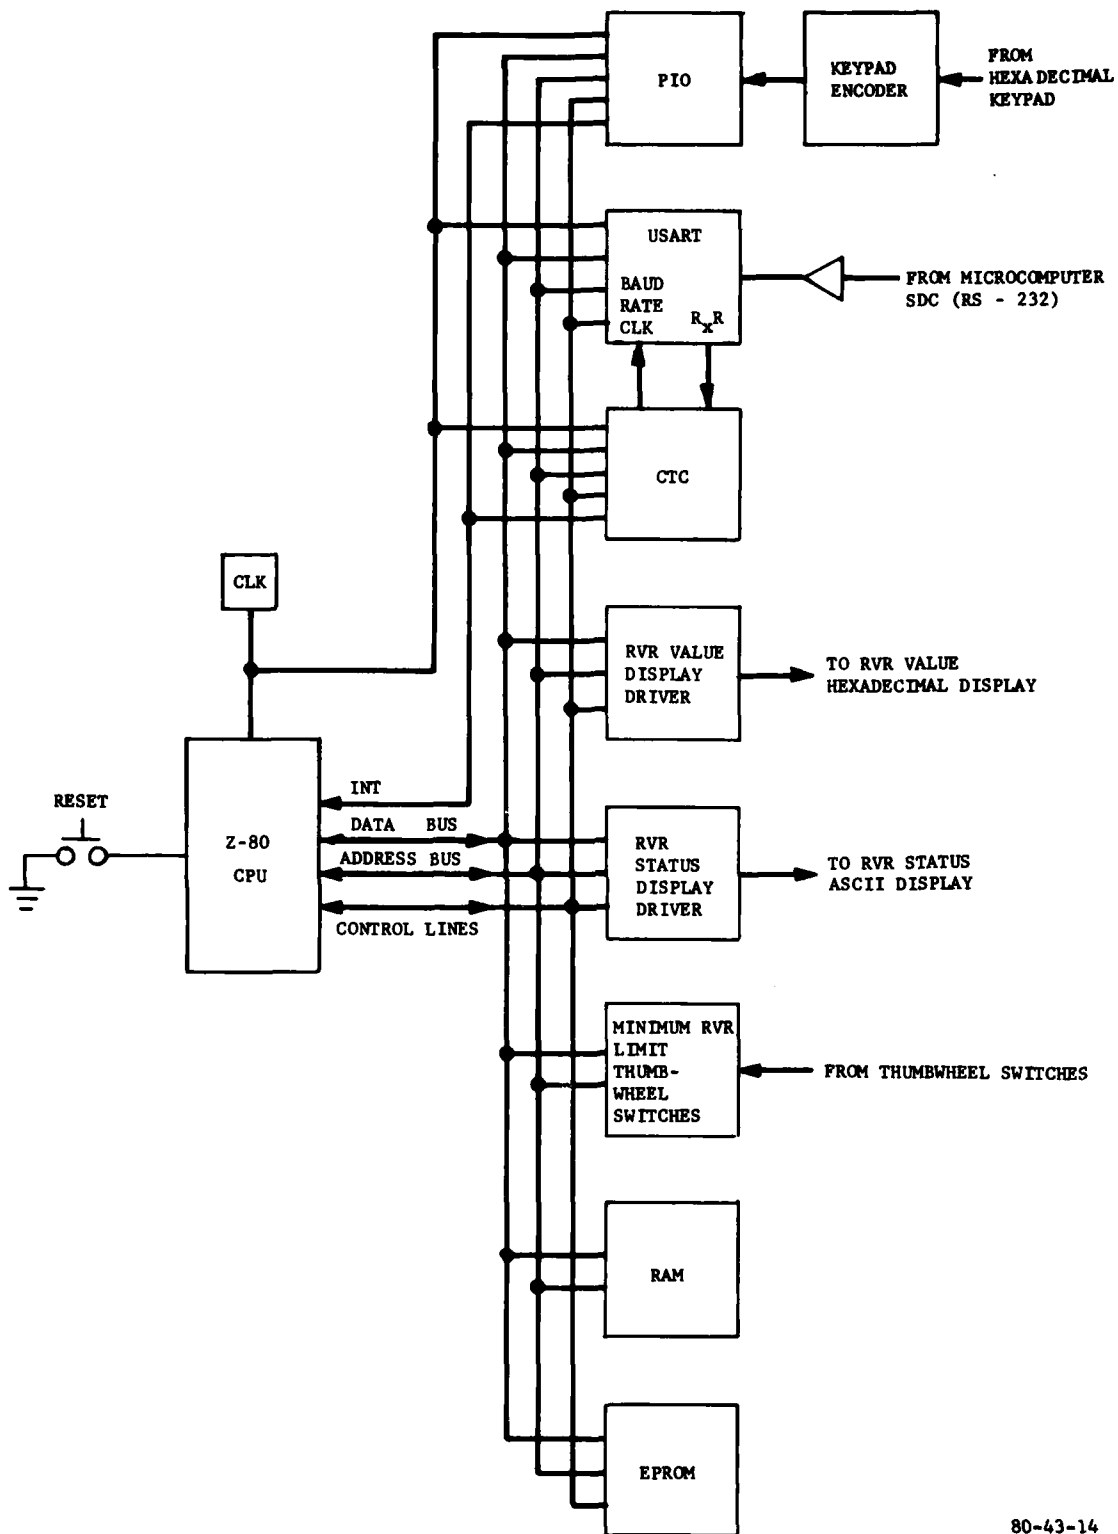 PIO
KEYPAD
ENCODER
FROM
HEXADECIMAL
KEYPAD
USART
BAUD
RATE
CLK
RxR
FROM MICROCOMPUTER
SDC (RS - 232)
CTC
CLK
RVR VALUE
DISPLAY
DRIVER
TO RVR VALUE
HEXADECIMAL DISPLAY
RESET
Z-80
CPU
INT
DATA BUS
ADDRESS BUS
CONTROL LINES
RVR
STATUS
DISPLAY
DRIVER
TO RVR STATUS
ASCII DISPLAY
MINIMUM RVR
LIMIT
THUMB-
WHEEL
SWITCHES
FROM THUMBWHEEL SWITCHES
RAM
EPROM
80-43-14